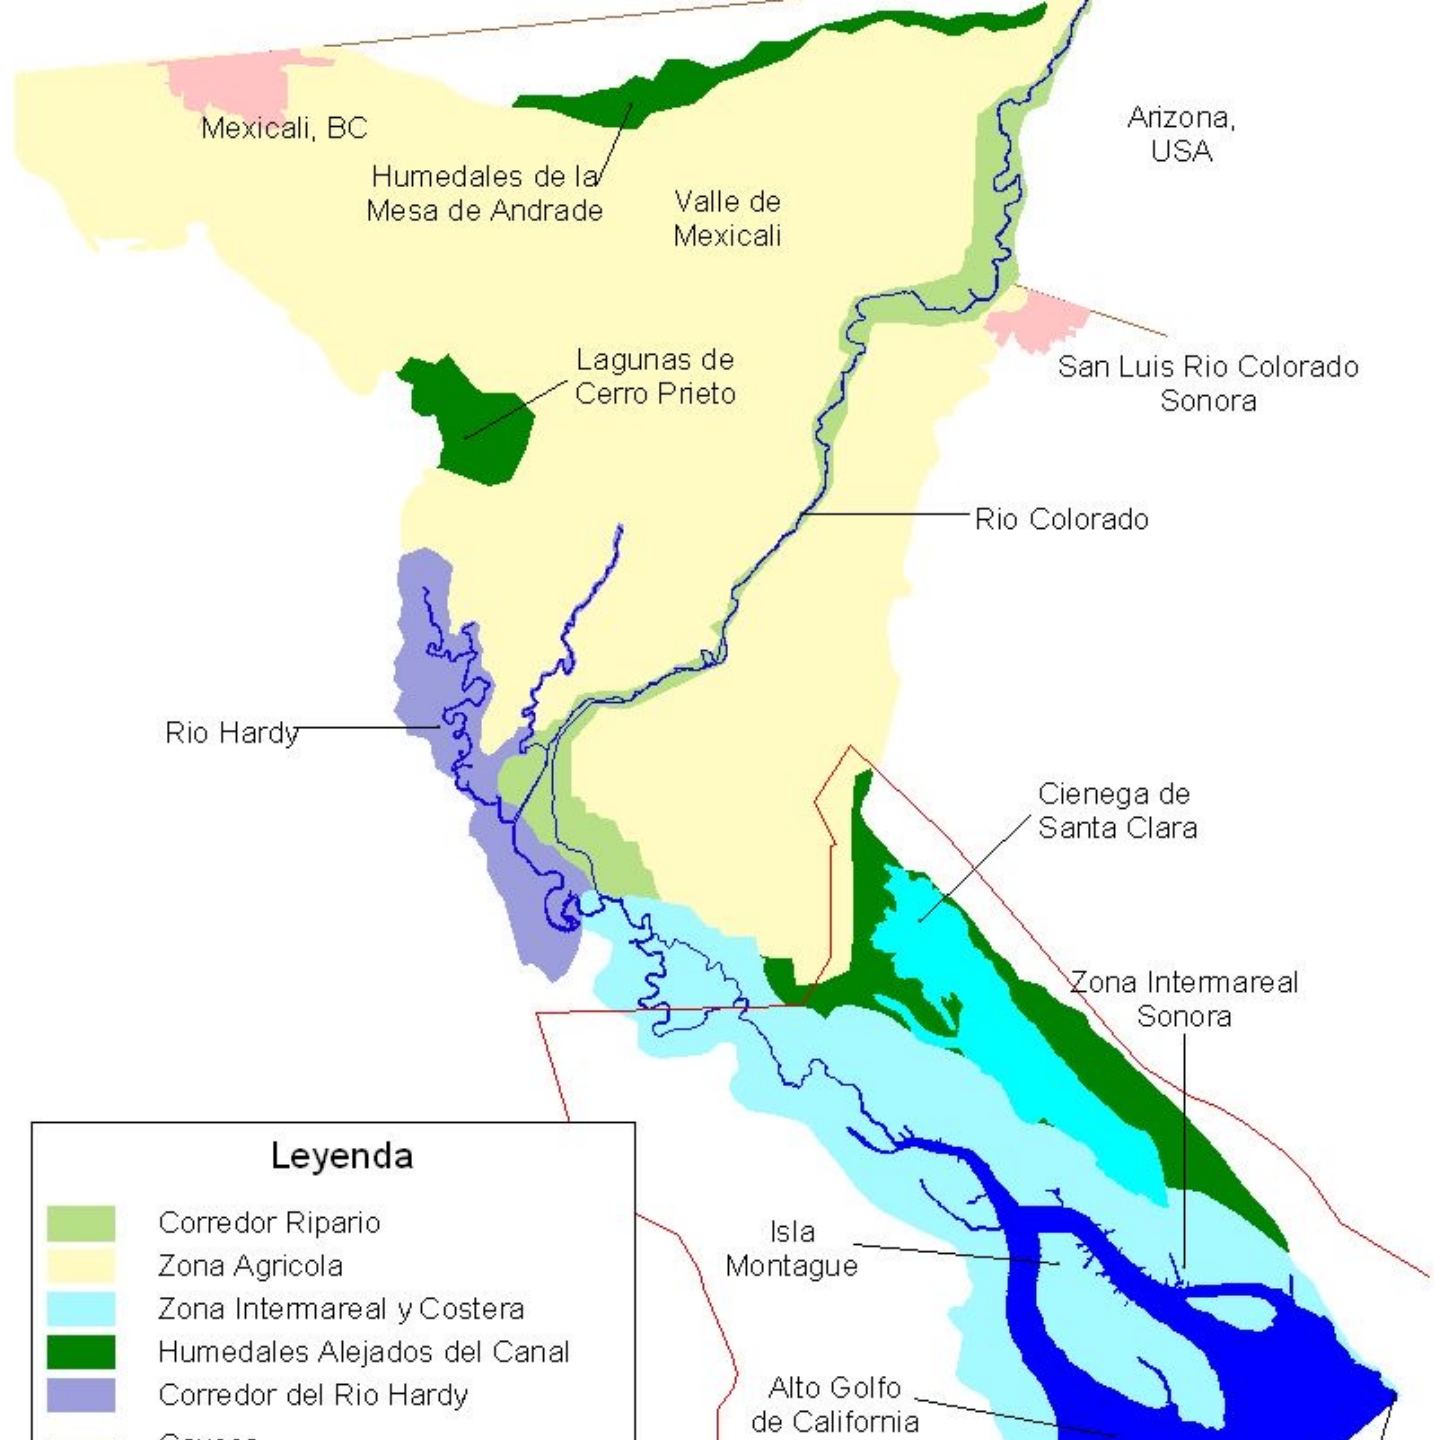 Mexicali, BC
Arizona,
USA
Humedales de la
Mesa de Andrade
Valle de
Mexicali
Lagunas de
Cerro Prieto
San Luis Rio Colorado
Sonora
Rio Colorado
Rio Hardy
Cienega de
Santa Clara
Zona Intermareal
Sonora
Isla
Montague
Alto Golfo
de California
Leyenda
Corredor Ripario
Zona Agricola
Zona Intermareal y Costera
Humedales Alejados del Canal
Corredor del Rio Hardy